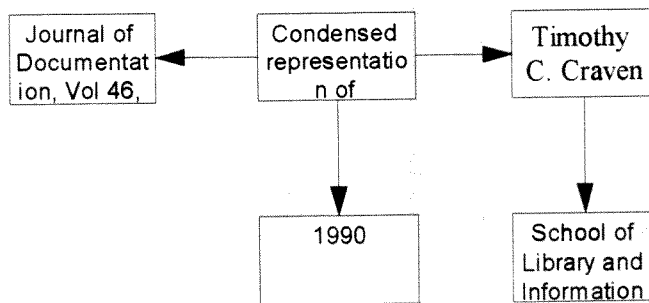 Journal of
Documentat
ion, Vol 46,
Condensed
representatio
n of
Timothy
C. Craven
1990
School of
Library and
Information